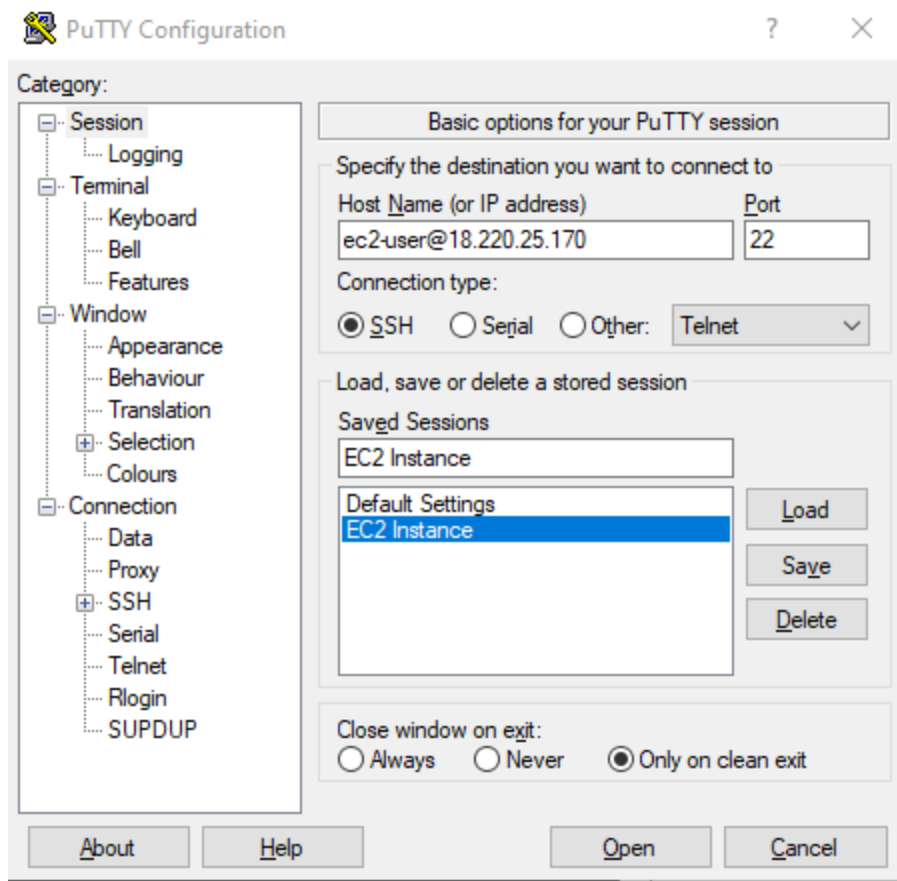 PuTTY Configuration
?
Category:
Session
Logging
Terminal
Keyboard
Bell
Features
Window
Appearance
Behaviour
Translation
Selection
Colours
Connection
Data
Proxy
SSH
Serial
Telnet
Rlogin
SUPDUP
Basic options for your PuTTY session
Specify the destination you want to connect to
Host Name (or IP address) Port
ec2-user@18.220.25.170 22
Connection type:
SSH Serial Other: Telnet
Load, save or delete a stored session
Saved Sessions
EC2 Instance
Default Settings
EC2 Instance
Load
Save
Delete
Close window on exit:
Always Never Only on clean exit
About Help Open Cancel